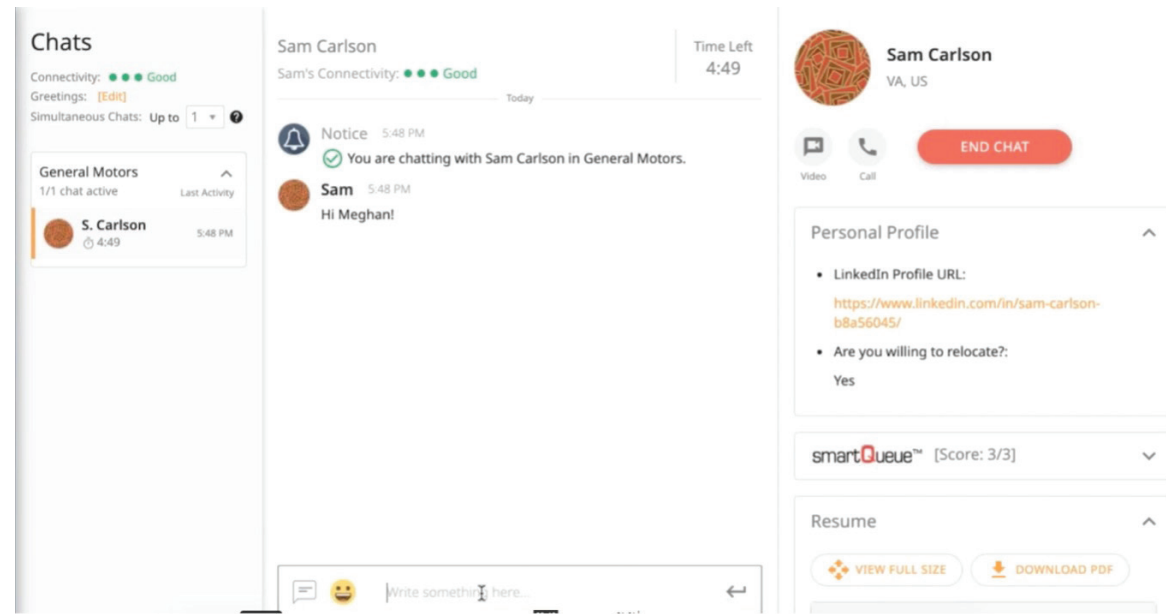 Chats
Connectivity: Good
Greetings: [Edit]
Simultaneous Chats: Up to 1
General Motors
1/1 chat active Last Activity
S. Carlson
4:49
5:48 PM
Sam Carlson
Sam's Connectivity: Good
Time Left
4:49
Today
Notice 5:48 PM
You are chatting with Sam Carlson in General Motors.
Sam 5:48 PM
Hi Meghan!
Write something here...
Sam Carlson
VA, US
Video
Call
END CHAT
Personal Profile
• LinkedIn Profile URL:
https://www.linkedin.com/in/sam-carlson-
b8a56045/
• Are you willing to relocate?:
Yes
smartQueue™ [Score: 3/3]
Resume
VIEW FULL SIZE
DOWNLOAD PDF